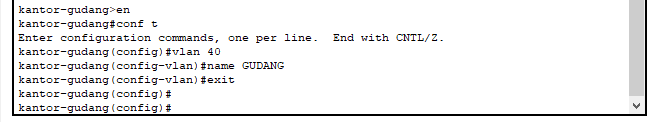 kantor-gudang>en
kantor-gudang#conf t
Enter configuration commands, one per line.  End with CNTL/Z.
kantor-gudang(config)#vlan 40
kantor-gudang(config-vlan)#name GUDANG
kantor-gudang(config-vlan)#exit
kantor-gudang(config)#
kantor-gudang(config)#